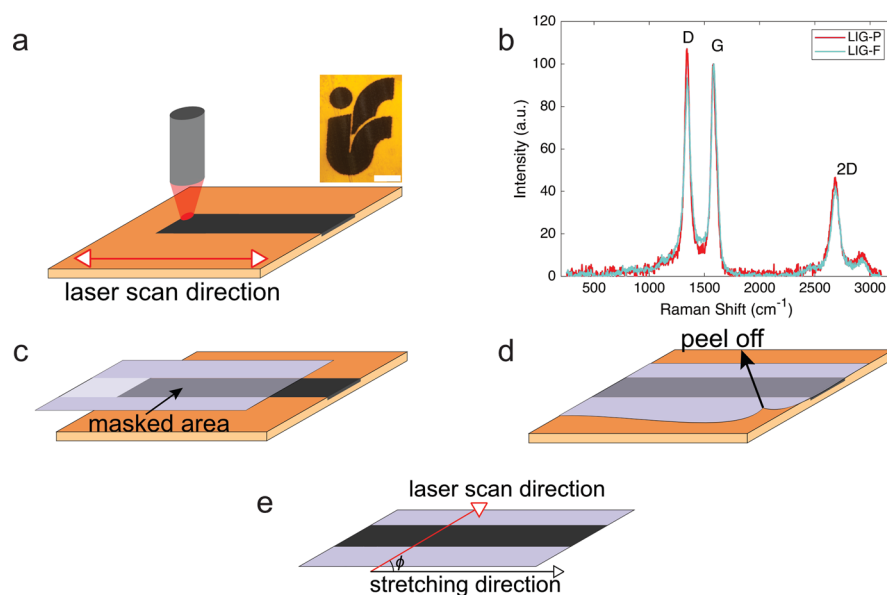 a
laser scan direction
b
D
G
2D
LIG-P
LIG-F
120
100
80
60
40
20
0
Intensity (a.u.)
500
1000
1500
2000
2500
3000
Raman Shift (cm⁻¹)
c
masked area
d
peel off
e
laser scan direction
ϕ
stretching direction